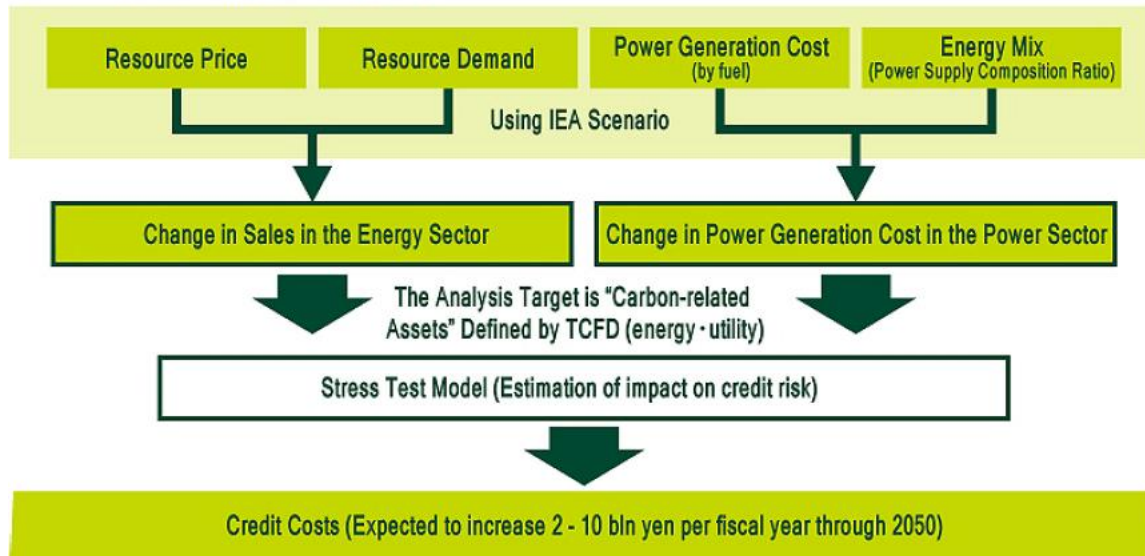 Resource Price
Resource Demand
Power Generation Cost
(by fuel)
Energy Mix
(Power Supply Composition Ratio)
Using IEA Scenario
Change in Sales in the Energy Sector
Change in Power Generation Cost in the Power Sector
The Analysis Target is “Carbon-related
Assets” Defined by TCFD (energy・utility)
Stress Test Model (Estimation of impact on credit risk)
Credit Costs (Expected to increase 2 - 10 bln yen per fiscal year through 2050)